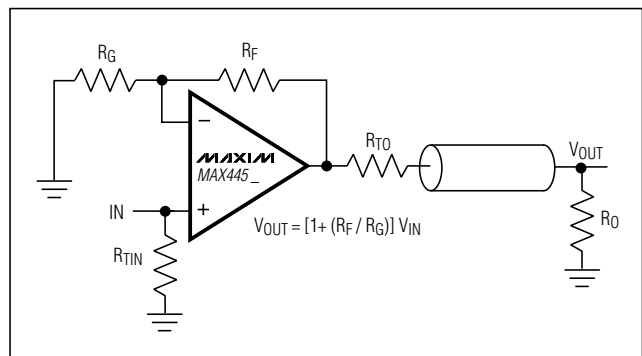 RG
RF
−
MAXIM
MAX445_
RTO
VOUT
IN
+
VOUT = [1+ (RF / RG)] VIN
RO
RTIN